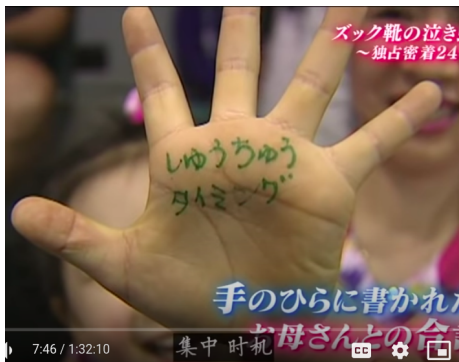 ズック靴の泣き
～独占密着24
しゅうちゅう
タイミング
手のひらに書かれた
お母さんとの合言
集中 时机
7:46 / 1:32:10
CC